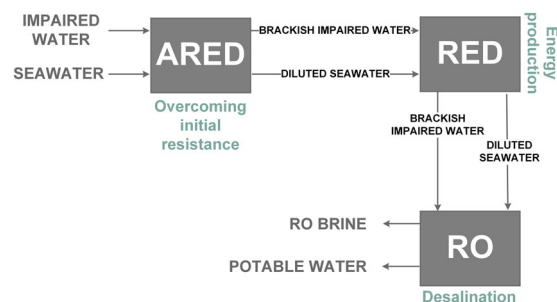 IMPAIRED
WATER
SEAWATER
ARED
Overcoming
initial
resistance
BRACKISH IMPAIRED WATER
DILUTED SEAWATER
RED
Energy
production
BRACKISH
IMPAIRED WATER
DILUTED
SEAWATER
RO BRINE
POTABLE WATER
RO
Desalination